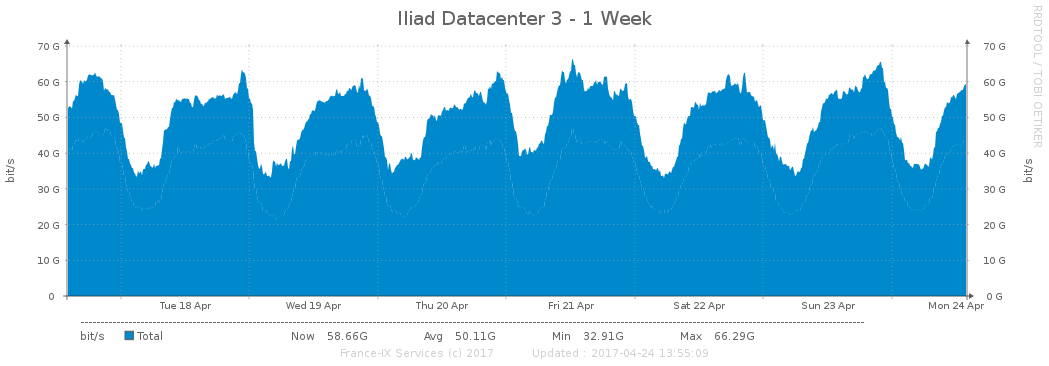 Iliad Datacenter 3 - 1 Week
RRDTOOL / TOBI OETIKER
70 G 70 G
60 G 60 G
50 G 50 G
40 G 40 G
30 G 30 G
20 G 20 G
10 G 10 G
0 0 G
bit/s bit/s
Tue 18 Apr Wed 19 Apr Thu 20 Apr Fri 21 Apr Sat 22 Apr Sun 23 Apr Mon 24 Apr
bit/s Total Now 58.66G Avg 50.11G Min 32.91G Max 66.29G
France-IX Services (c) 2017 Updated : 2017-04-24 13:55:09